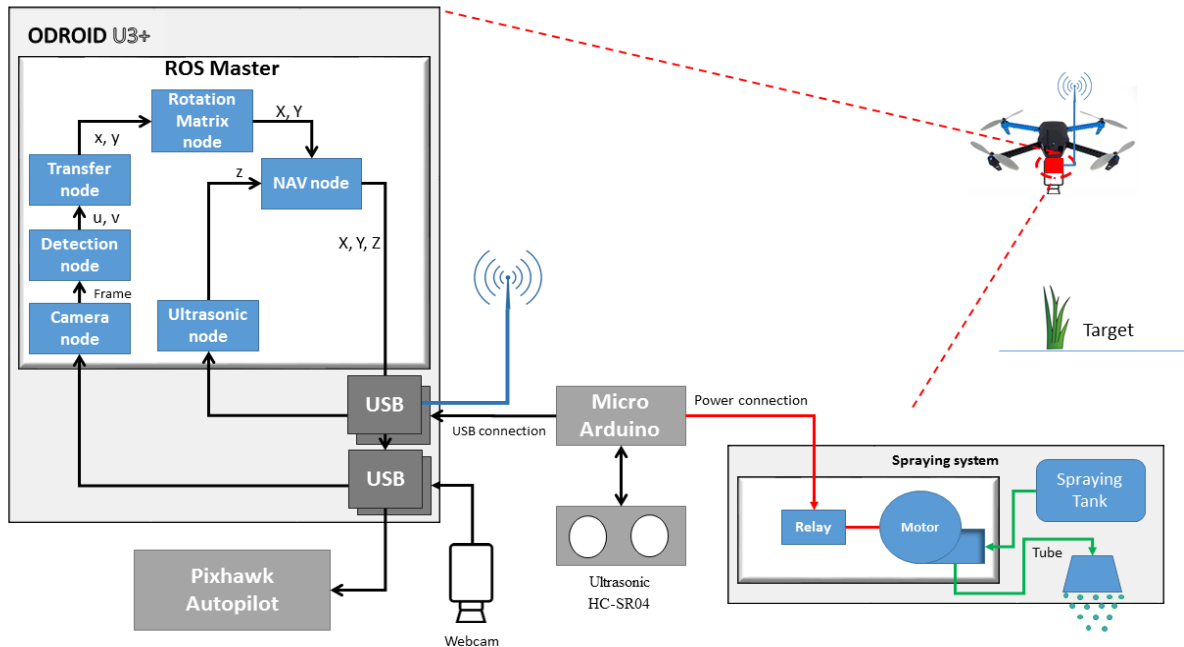 ODROID U3+
ROS Master
Rotation
Matrix
node
X, Y
x, y
Transfer
node
z
NAV node
u, v
Detection
node
X, Y, Z
Frame
Camera
node
Ultrasonic
node
Target
USB
USB connection
Micro
Arduino
Power connection
USB
Spraying system
Spraying
Tank
Relay
Motor
Tube
Pixhawk
Autopilot
Ultrasonic
HC-SR04
Webcam